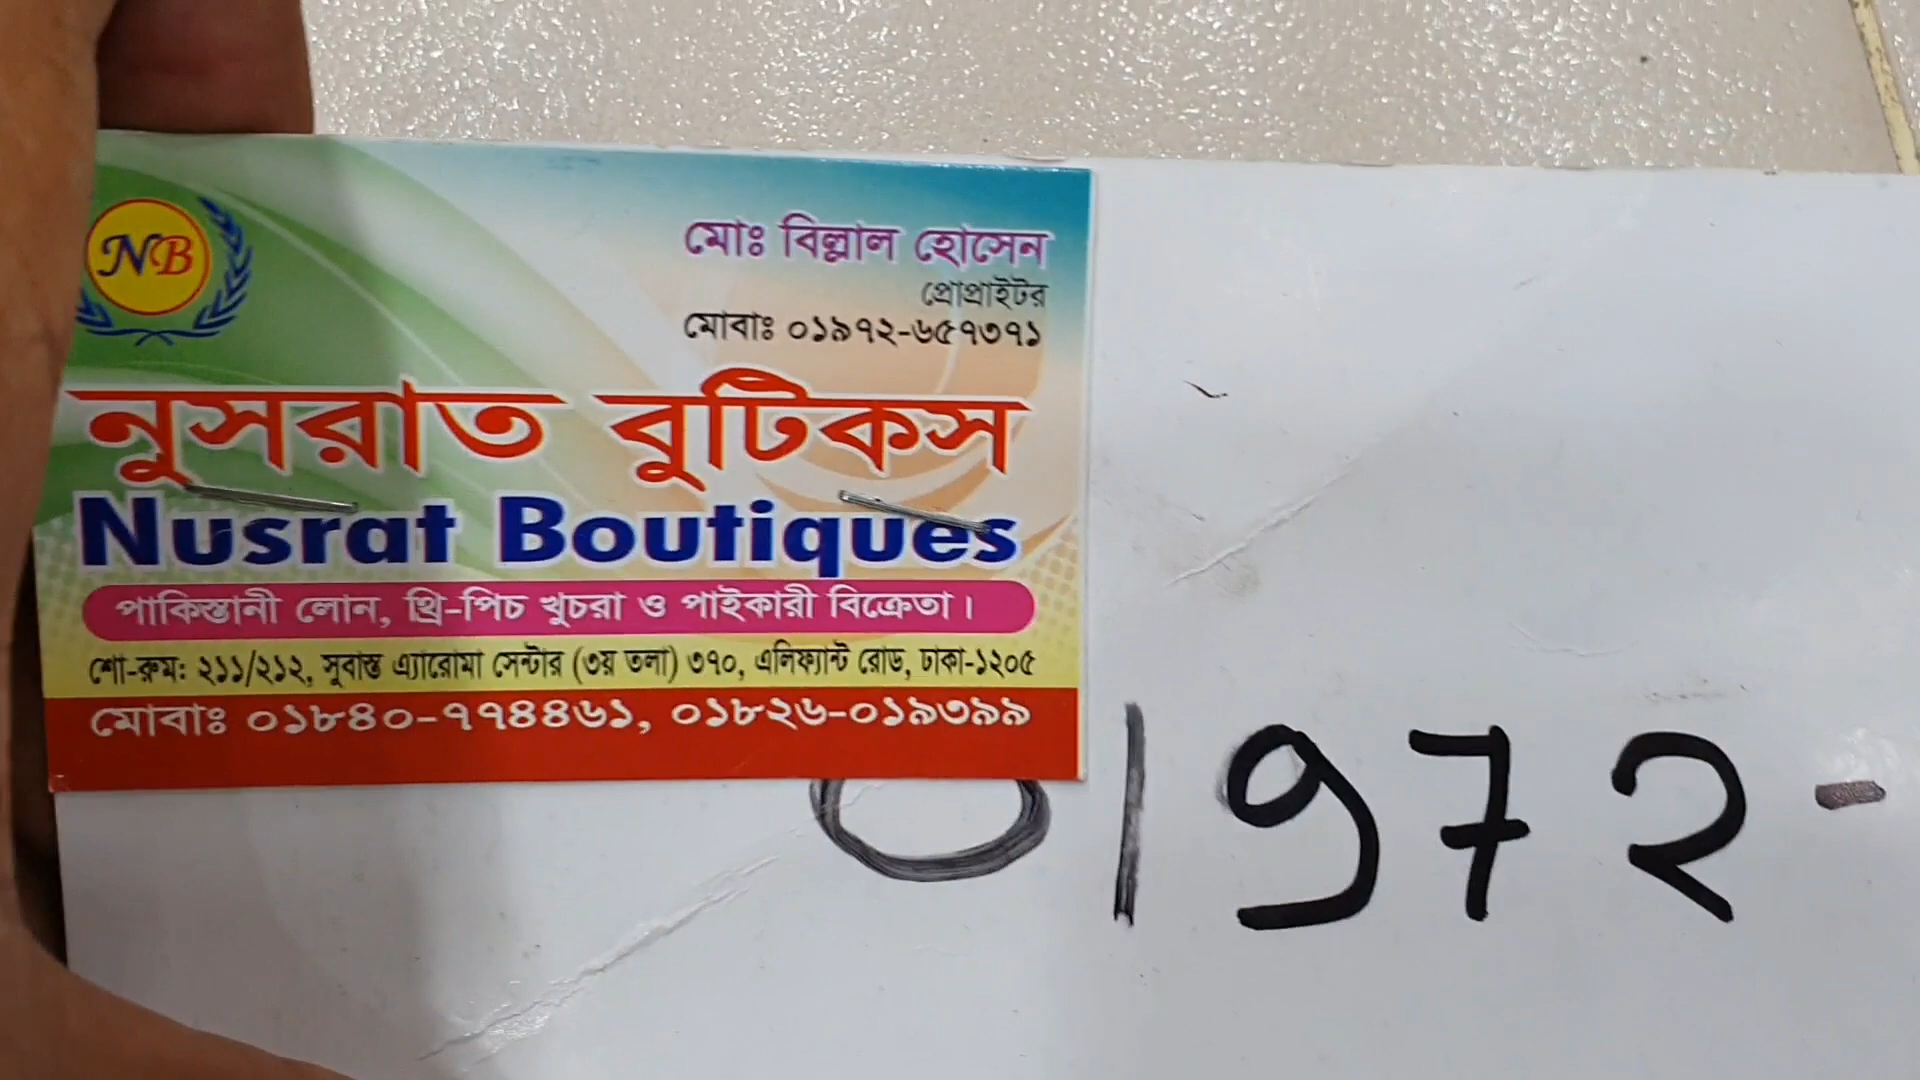 NB
মোঃ বিল্লাল হোসেন
প্রোপ্রাইটর
মোবাঃ ০১৯৭২-৬৫৭৩৭১
নুসরাত বুটিকস
Nusrat Boutiques
পাকিস্তানী লোন, থ্রি-পিচ খুচরা ও পাইকারী বিক্রেতা।
শো-রুম: ২১১/২১২, সুবাস্ত এ্যারোমা সেন্টার (৩য় তলা) ৩৭০, এলিফ্যান্ট রোড, ঢাকা-১২০৫
মোবাঃ ০১৮৪০-৭৭৪৪৬১, ০১৮২৬-০১৯৩৯৯
01972-